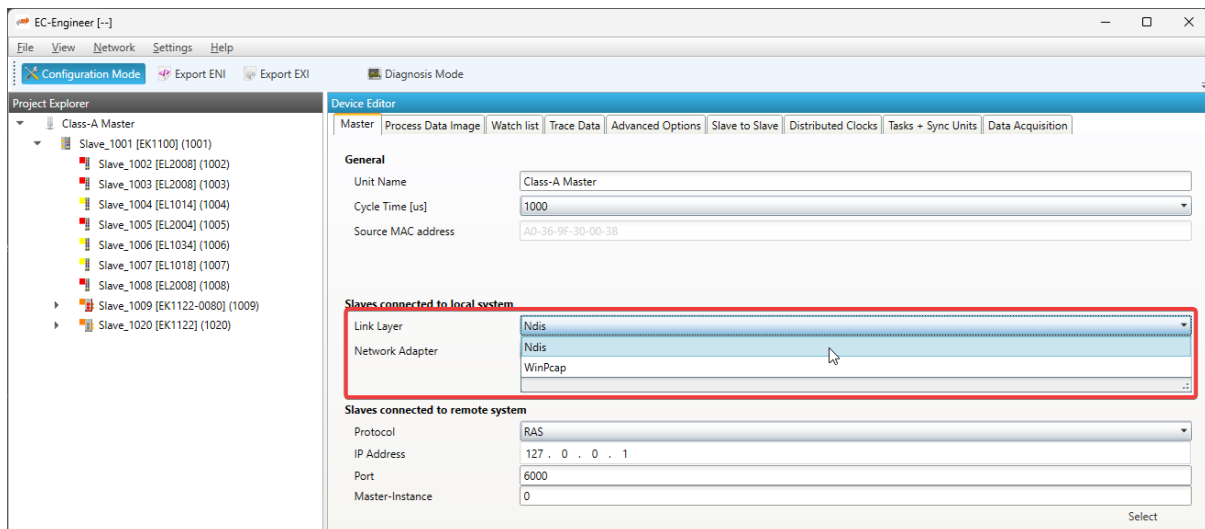 EC-Engineer [--]
File View Network Settings Help
Configuration Mode Export ENI Export EXI Diagnosis Mode
Project Explorer
Class-A Master
Slave_1001 [EK1100] (1001)
Slave_1002 [EL2008] (1002)
Slave_1003 [EL2008] (1003)
Slave_1004 [EL1014] (1004)
Slave_1005 [EL2004] (1005)
Slave_1006 [EL1034] (1006)
Slave_1007 [EL1018] (1007)
Slave_1008 [EL2008] (1008)
Slave_1009 [EK1122-0080] (1009)
Slave_1020 [EK1122] (1020)
Device Editor
Master Process Data Image Watch list Trace Data Advanced Options Slave to Slave Distributed Clocks Tasks + Sync Units Data Acquisition
General
Unit Name Class-A Master
Cycle Time [us] 1000
Source MAC address A0-36-9F-30-00-3B
Slaves connected to local system
Link Layer Ndis
Ndis
Network Adapter
WinPcap
Slaves connected to remote system
Protocol RAS
IP Address 127 . 0 . 0 . 1
Port 6000
Master-Instance 0
Select